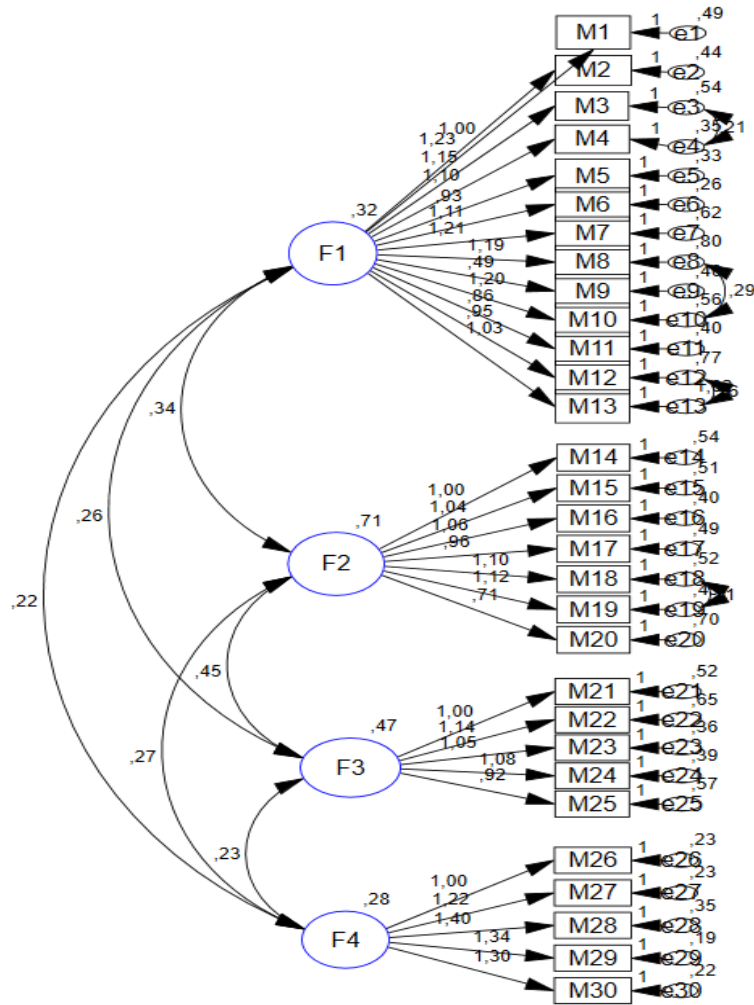 M1 1 e1 ,49
M2 1 e2 ,44
M3 1 e3 ,54
M4 1 e4 ,35 ,21
M5 1 e5 ,33
M6 1 e6 ,26
M7 1 e7 ,62
M8 1 e8 ,80
M9 1 e9
,29
M10 1 e10 ,56
M11 1 e11 ,40
M12 1 e12 ,77
M13 1 e13
F1 ,32
1,00
1,23
1,15
1,10
,93
1,11
1,21
1,19
,49
1,20
,86
,95
1,03
,34
,26
,22
M14 1 e14 ,54
M15 1 e15 ,51
M16 1 e16 ,40
M17 1 e17 ,49
M18 1 e18 ,52
M19 1 e19
M20 1 e20 ,70
F2 ,71
1,00
1,04
1,06
,96
1,10
1,12
,71
,45
,27
M21 1 e21 ,52
M22 1 e22 ,65
M23 1 e23 ,36
M24 1 e24 ,39
M25 1 e25 ,57
F3 ,47
1,00
1,14
1,05
1,08
,92
,23
M26 1 e26 ,23
M27 1 e27 ,23
M28 1 e28 ,35
M29 1 e29 ,19
M30 1 e30 ,22
F4 ,28
1,00
1,22
1,40
1,34
1,30